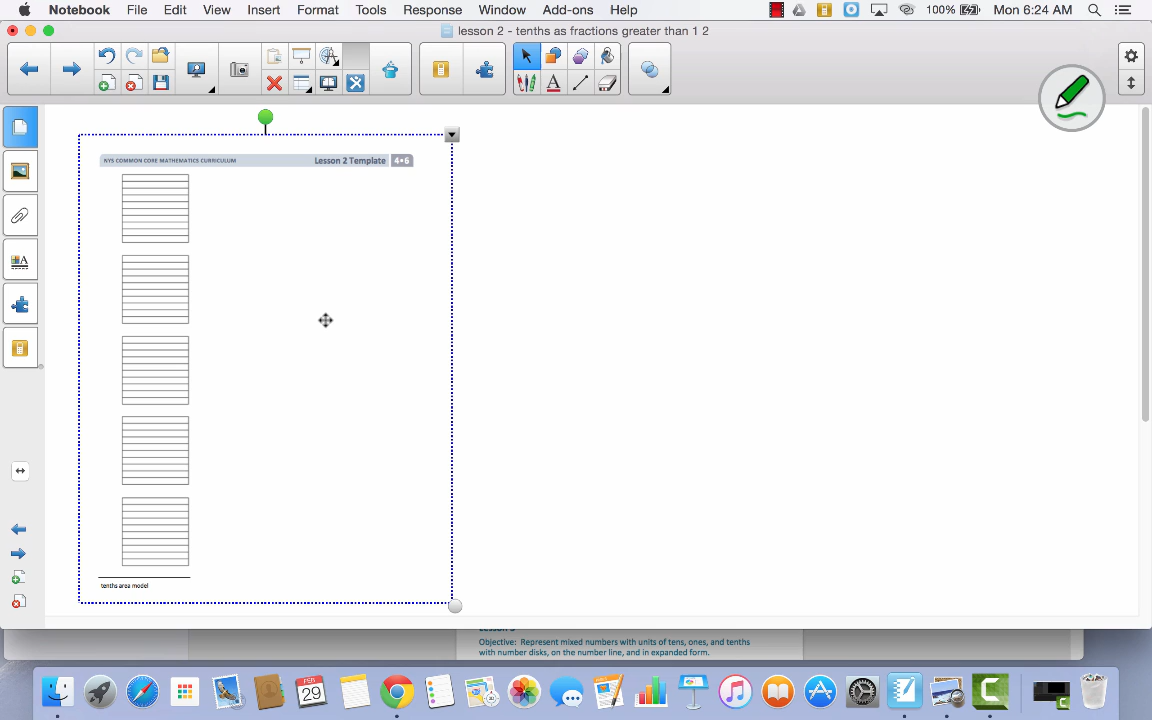 Notebook File Edit View Insert Format Tools Response Window Add-ons Help 100% Mon 6:24 AM
lesson 2 - tenths as fractions greater than 1 2
A
A
NYS COMMON CORE MATHEMATICS CURRICULUM Lesson 2 Template 4•6
tenths area model
Objective: Represent mixed numbers with units of tens, ones, and tenths
with number disks, on the number line, and in expanded form.
FEB
29